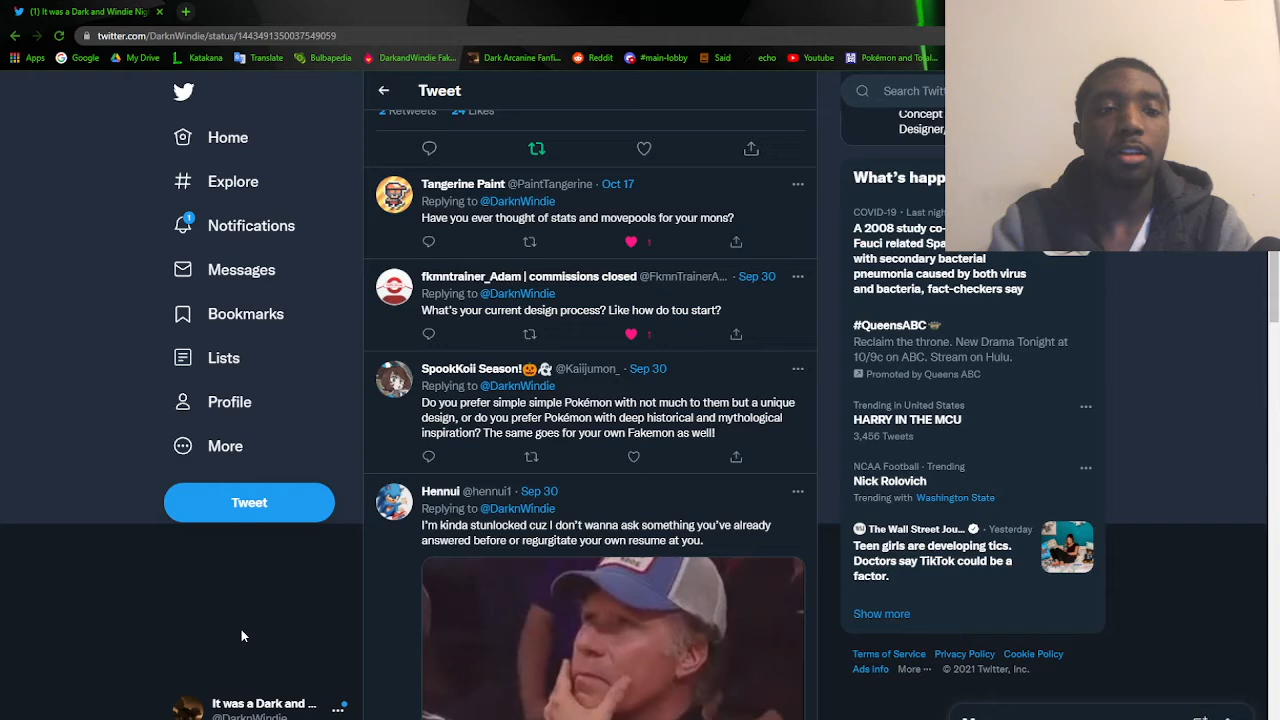 (1) It was a Dark and Windie Nig
twitter.com/DarknWindie/status/1443491350037549059
Apps Google My Drive Katakana Translate Bulbapedia DarkandWindie Fak... Dark Arcanine Fanfi... Reddit #main-lobby Said echo Youtube Pokémon and Total...
Home
Explore
1
Notifications
Messages
Bookmarks
Lists
Profile
More
Tweet
It was a Dark and ...
@DarknWindie
Tweet
2 Retweets 24 Likes
Tangerine Paint @PaintTangerine · Oct 17
Replying to @DarknWindie
Have you ever thought of stats and movepools for your mons?
1
fkmntrainer_Adam | commissions closed @FkmnTrainerA... · Sep 30
Replying to @DarknWindie
What's your current design process? Like how do tou start?
1
SpookKoii Season! @Kaiijumon_ · Sep 30
Replying to @DarknWindie
Do you prefer simple simple Pokémon with not much to them but a unique
design, or do you prefer Pokémon with deep historical and mythological
inspiration? The same goes for your own Fakemon as well!
Hennui @hennui1 · Sep 30
Replying to @DarknWindie
I'm kinda stunlocked cuz I don't wanna ask something you've already
answered before or regurgitate your own resume at you.
Search Twitt
Concept
Designer/
What's happ
COVID-19 · Last nigh
A 2008 study co-
Fauci related Spa
with secondary bacterial
pneumonia caused by both virus
and bacteria, fact-checkers say
#QueensABC
Reclaim the throne. New Drama Tonight at
10/9c on ABC. Stream on Hulu.
Promoted by Queens ABC
Trending in United States
HARRY IN THE MCU
3,456 Tweets
NCAA Football · Trending
Nick Rolovich
Trending with Washington State
The Wall Street Jou... · Yesterday
Teen girls are developing tics.
Doctors say TikTok could be a
factor.
Show more
Terms of Service Privacy Policy Cookie Policy
Ads info More ··· © 2021 Twitter, Inc.